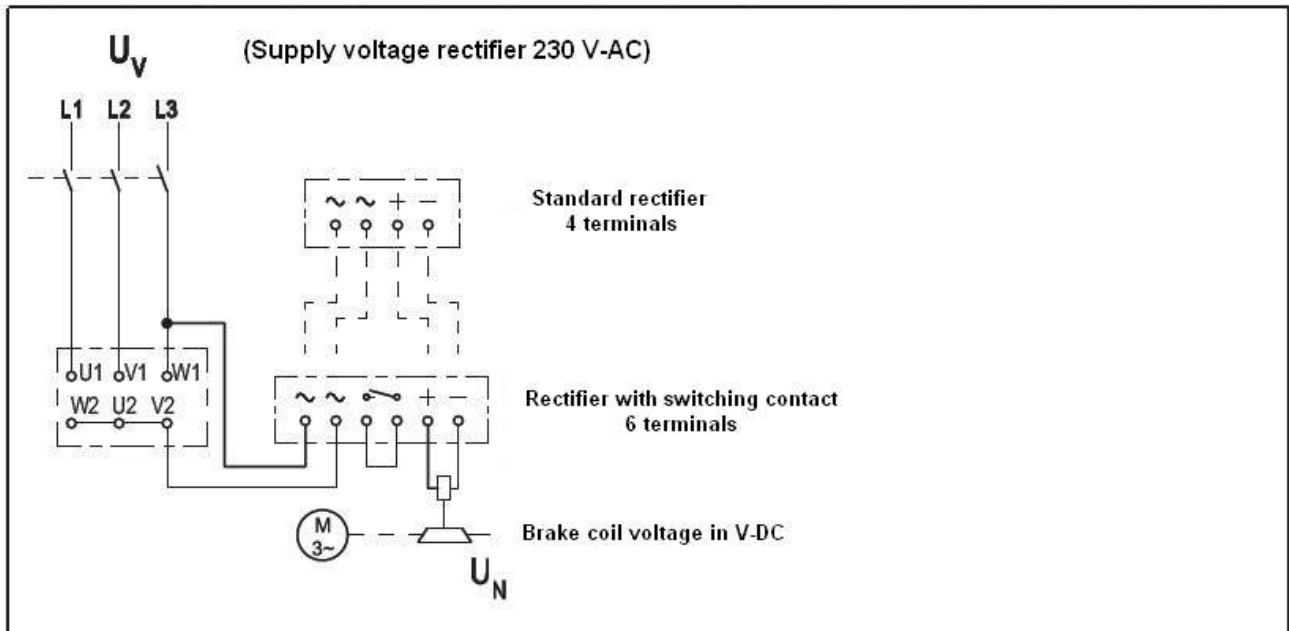 U_V (Supply voltage rectifier 230 V-AC)
L1 L2 L3
~ ~ + −
Standard rectifier
4 terminals
U1 V1 W1
W2 U2 V2
~ ~ + −
Rectifier with switching contact
6 terminals
M
3~
Brake coil voltage in V-DC
U_N